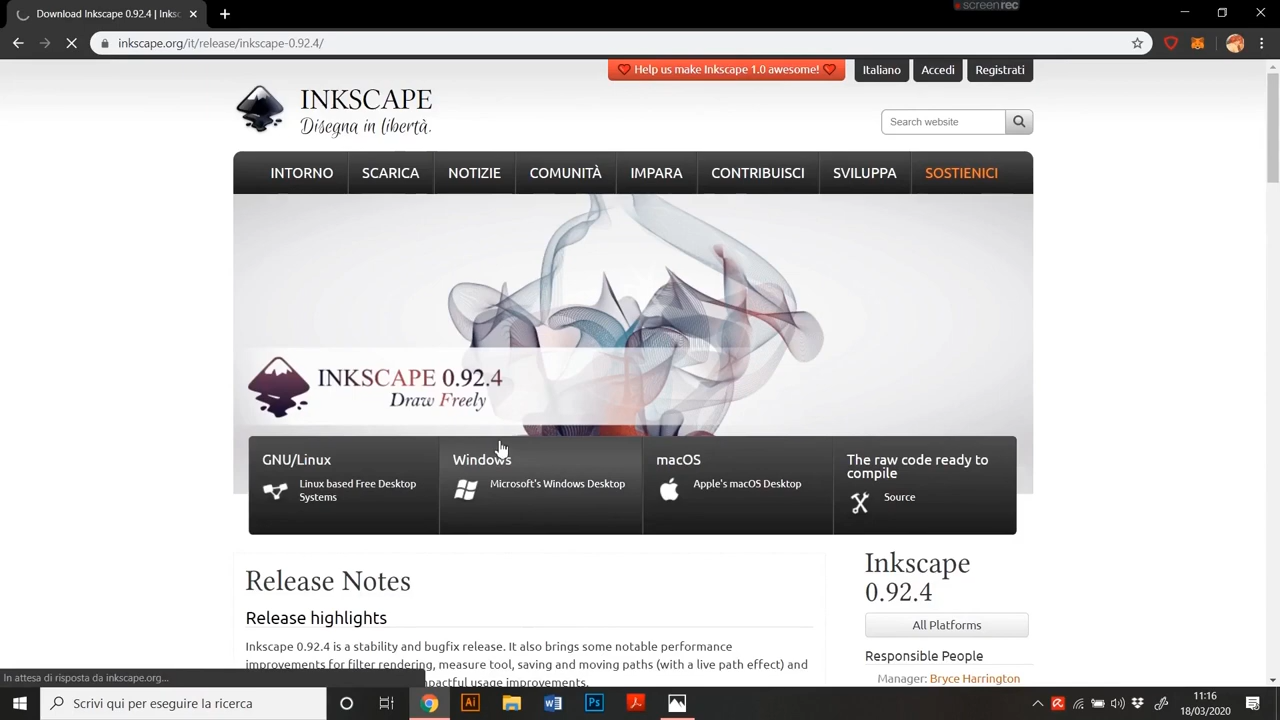 screenrec
Download Inkscape 0.92.4 | Inksc
inkscape.org/it/release/inkscape-0.92.4/
Help us make Inkscape 1.0 awesome!
Italiano
Accedi
Registrati
INKSCAPE
Disegna in libertà.
Search website
INTORNO
SCARICA
NOTIZIE
COMUNITÀ
IMPARA
CONTRIBUISCI
SVILUPPA
SOSTIENICI
INKSCAPE 0.92.4
Draw Freely
GNU/Linux
Linux based Free Desktop
Systems
Windows
Microsoft's Windows Desktop
macOS
Apple's macOS Desktop
The raw code ready to
compile
Source
Release Notes
Release highlights
Inkscape 0.92.4 is a stability and bugfix release. It also brings some notable performance
improvements for filter rendering, measure tool, saving and moving paths (with a live path effect) and
impactful usage improvements.
Inkscape
0.92.4
All Platforms
Responsible People
Manager: Bryce Harrington
In attesa di risposta da inkscape.org...
Scrivi qui per eseguire la ricerca
Ai
Ps
11:16
18/03/2020